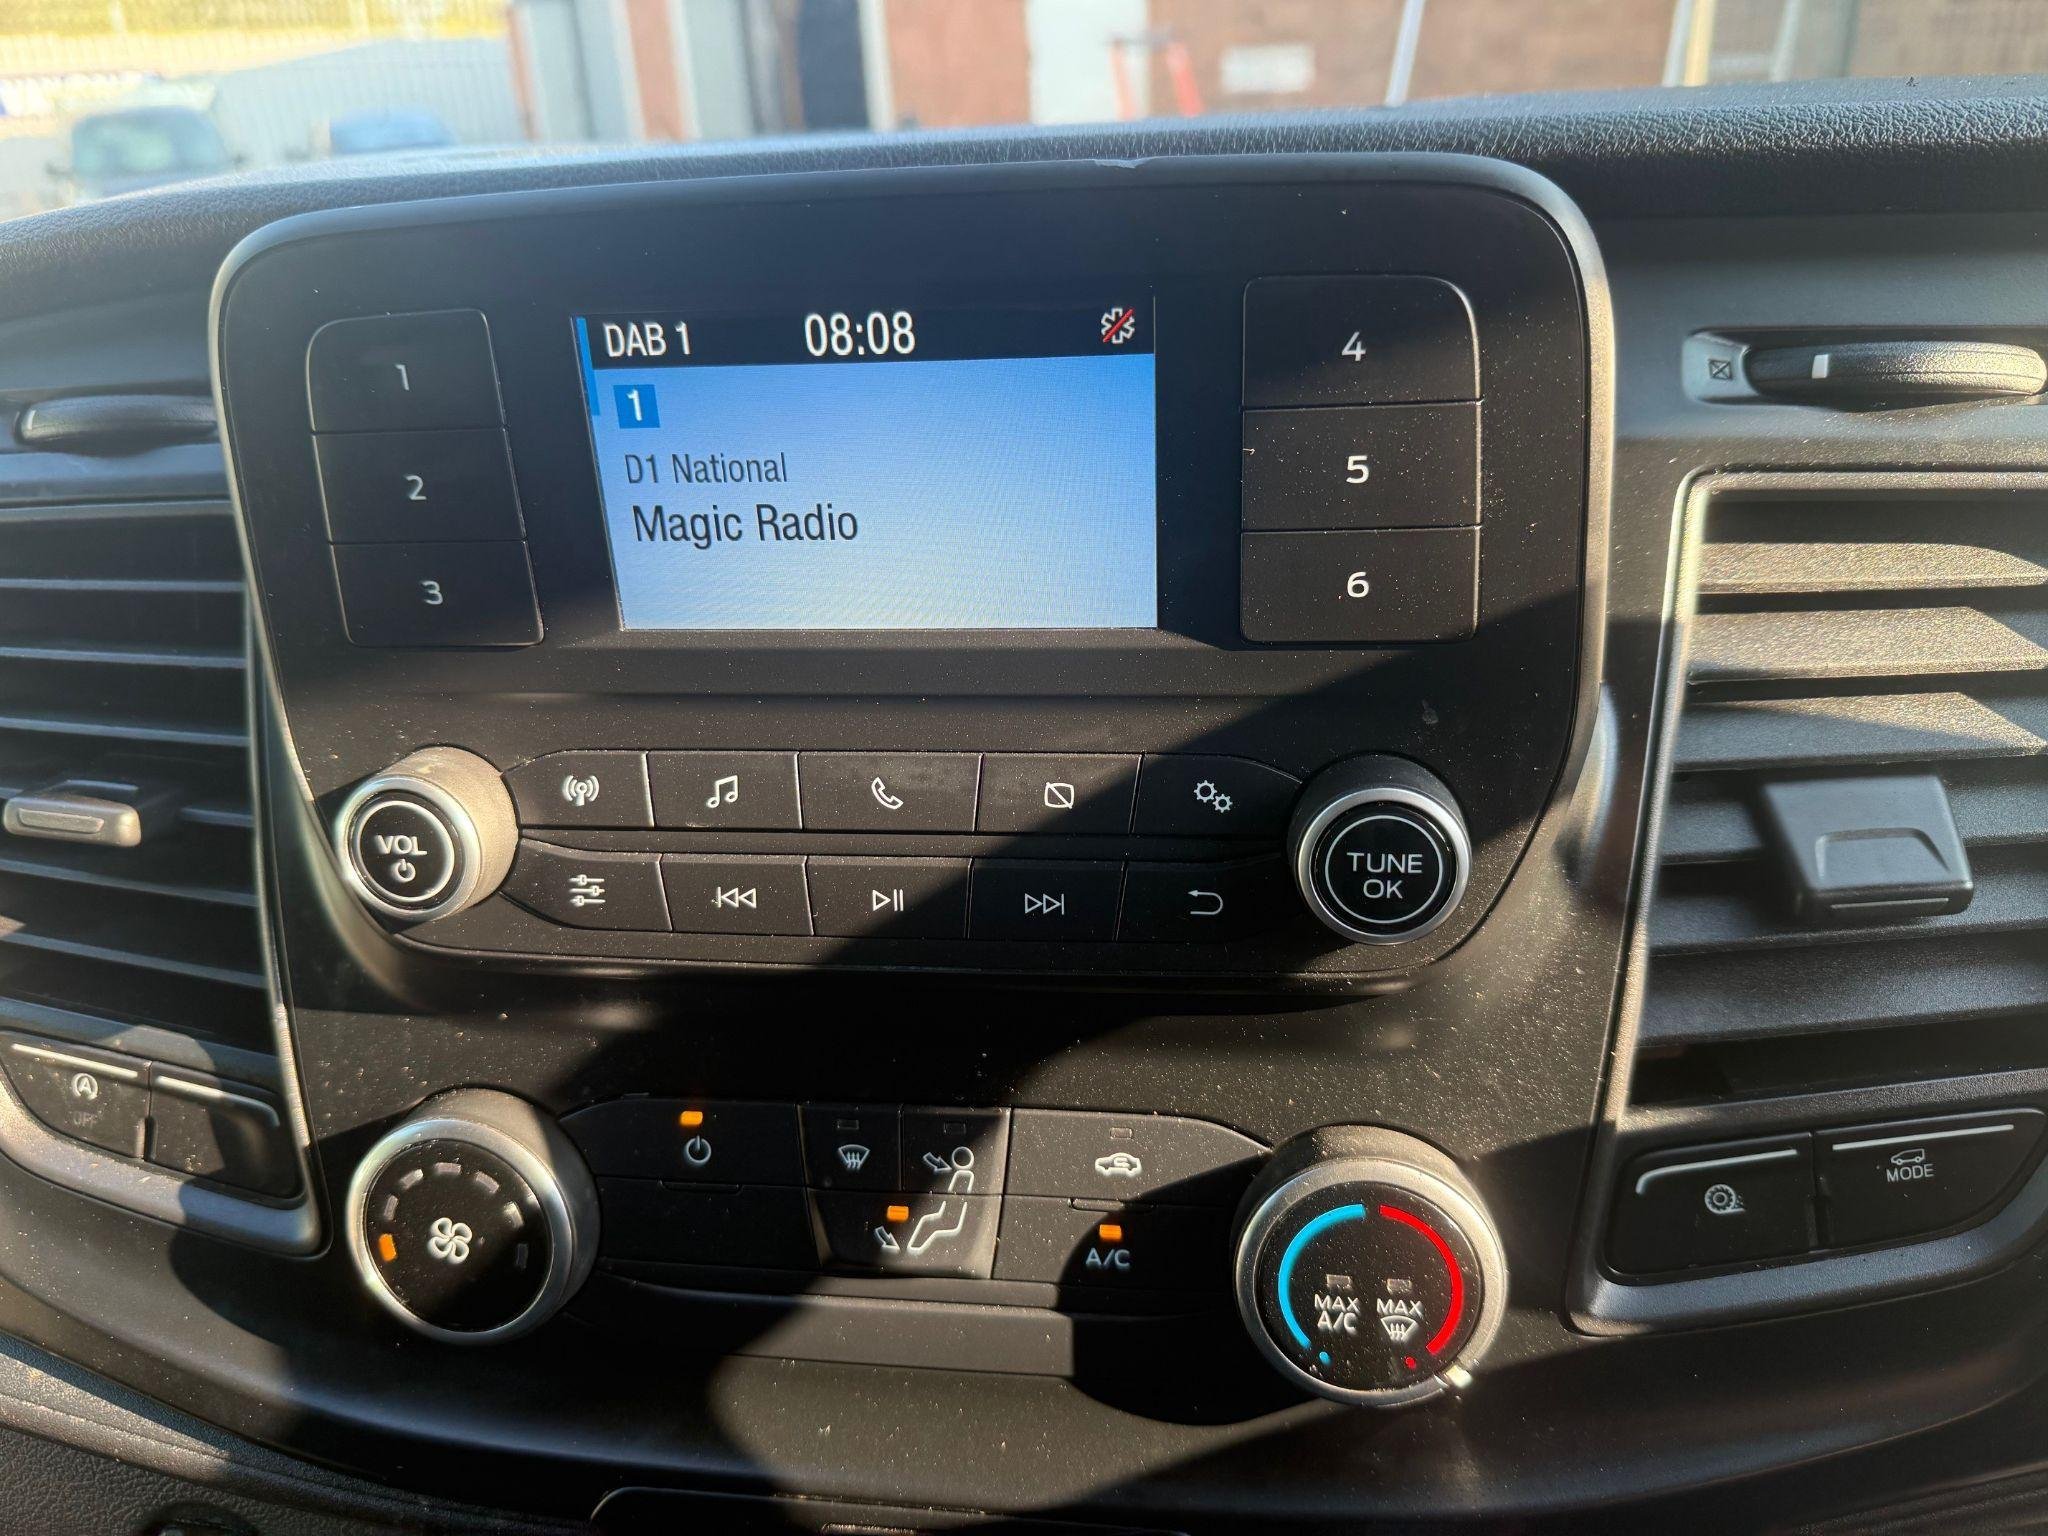 DAB 1 08:08
1
D1 National
Magic Radio
1
2
3
4
5
6
VOL
TUNE
OK
A
OFF
A/C
MAX
A/C
MAX
MODE